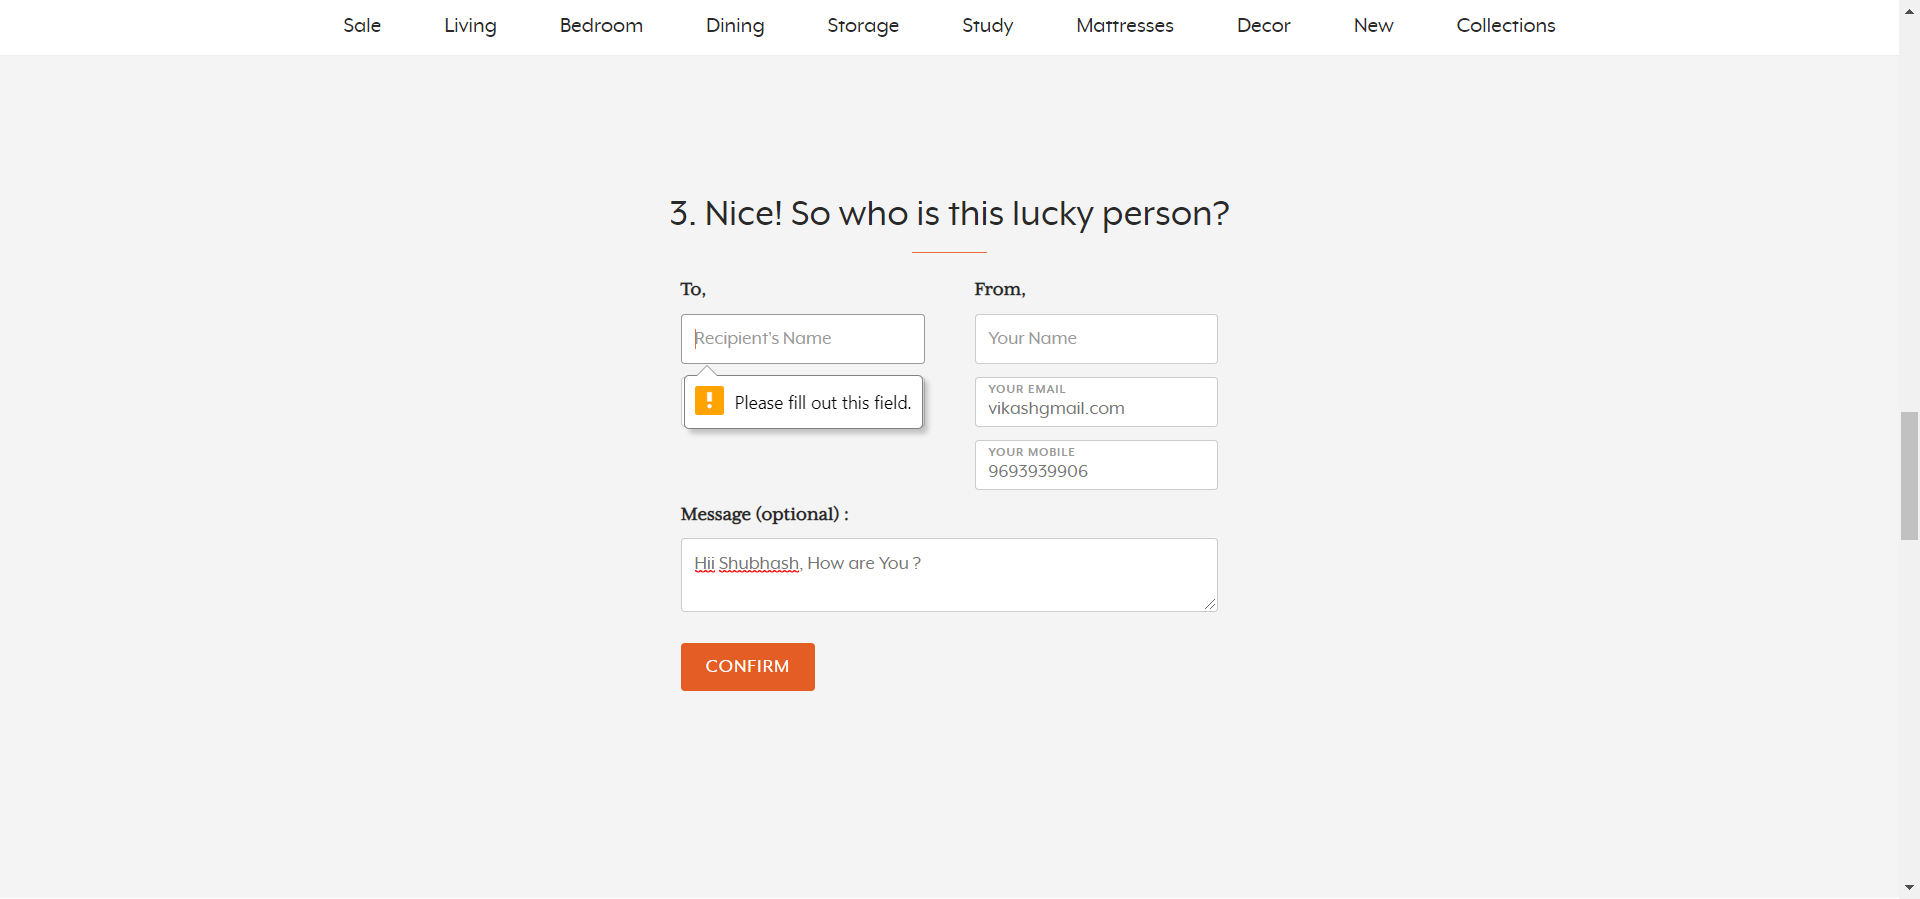 Sale Living Bedroom Dining Storage Study Mattresses Decor New Collections
3. Nice! So who is this lucky person?
To,
From,
Recipient's Name
Your Name
Please fill out this field.
YOUR EMAIL
vikashgmail.com
YOUR MOBILE
9693939906
Message (optional) :
Hii Shubhash, How are You ?
CONFIRM